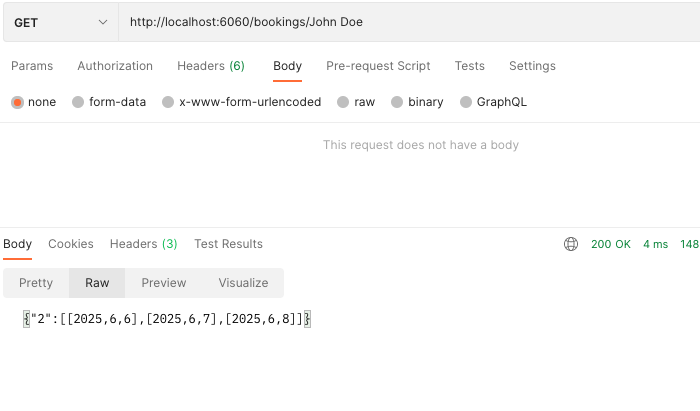 GET http://localhost:6060/bookings/John Doe
Params Authorization Headers (6) Body Pre-request Script Tests Settings
none form-data x-www-form-urlencoded raw binary GraphQL
This request does not have a body
Body Cookies Headers (3) Test Results 200 OK 4 ms 148
Pretty Raw Preview Visualize
{"2":[[2025,6,6],[2025,6,7],[2025,6,8]]}